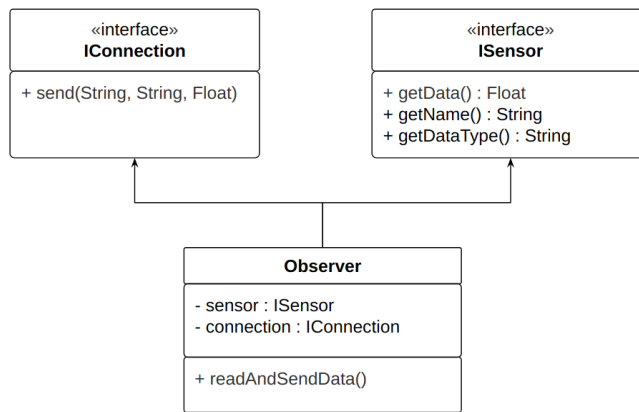 «interface»
IConnection
+ send(String, String, Float)
«interface»
ISensor
+ getData() : Float
+ getName() : String
+ getDataType() : String
Observer
- sensor : ISensor
- connection : IConnection
+ readAndSendData()